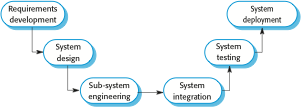 Requirements
development
System
design
Sub-system
engineering
System
integration
System
testing
System
deployment